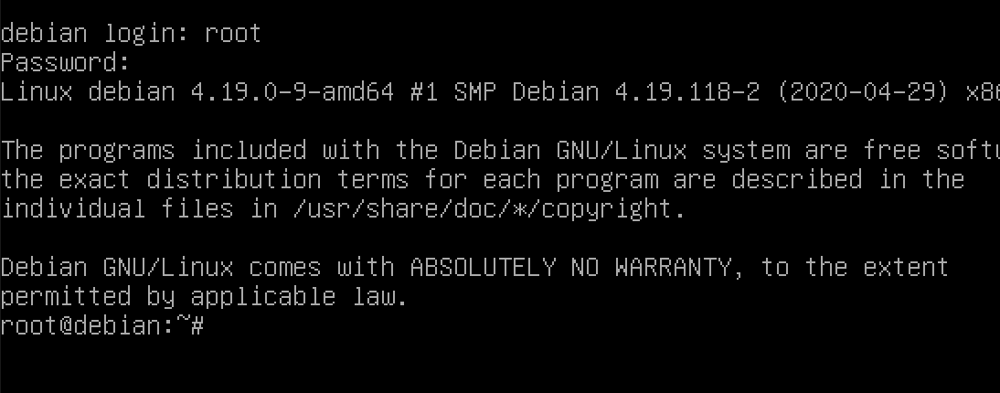 debian login: root
Password:
Linux debian 4.19.0-9-amd64 #1 SMP Debian 4.19.118-2 (2020-04-29) x86
The programs included with the Debian GNU/Linux system are free soft
the exact distribution terms for each program are described in the
individual files in /usr/share/doc/*/copyright.
Debian GNU/Linux comes with ABSOLUTELY NO WARRANTY, to the extent
permitted by applicable law.
root@debian:~#